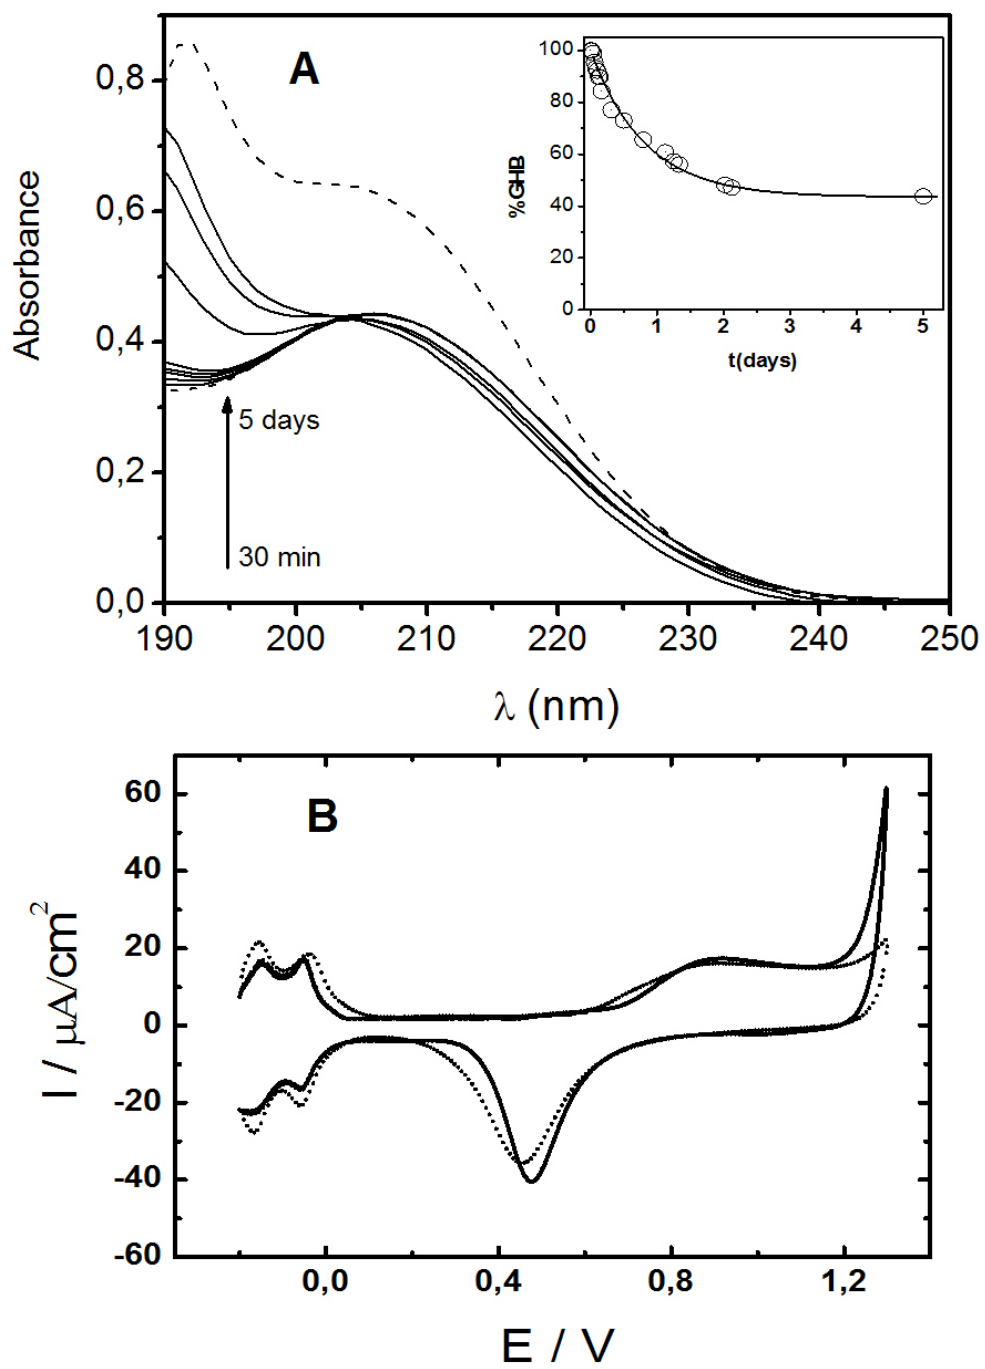 A
0,8
0,6
0,4
0,2
0,0
Absorbance
5 days
30 min
190 200 210 220 230 240 250
λ (nm)
100
80
60
40
20
0
%GHB
0 1 2 3 4 5
t(days)
B
60
40
20
0
-20
-40
-60
I / μA/cm²
0,0 0,4 0,8 1,2
E / V